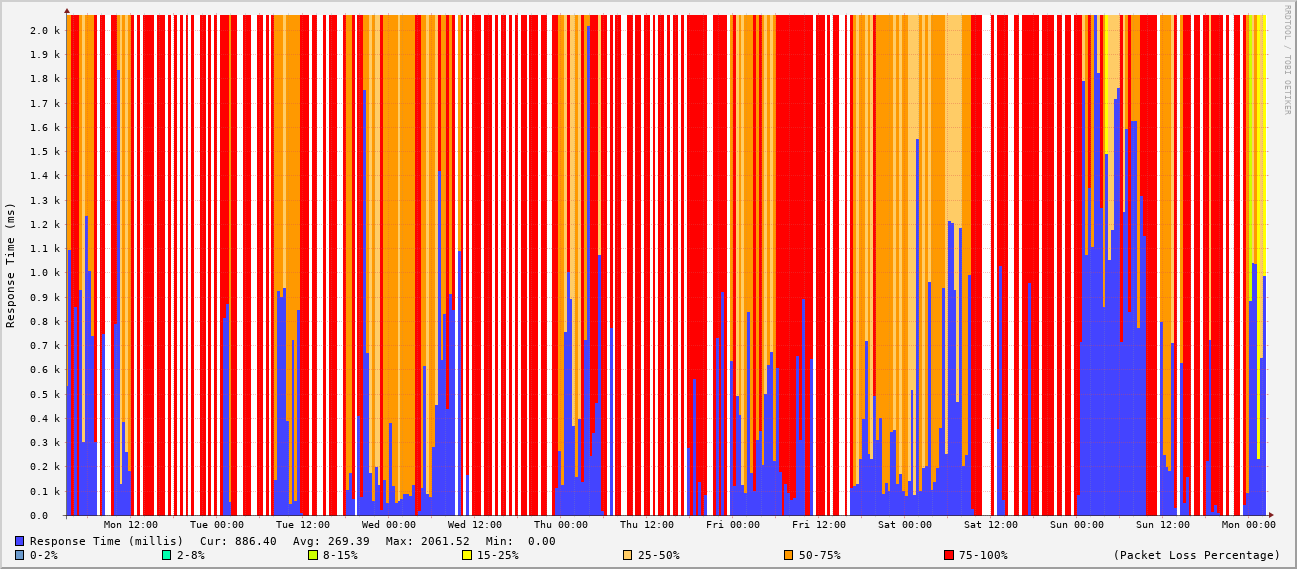 RRDTOOL / TOBI OETIKER
Response Time (ms)
2.0 k
1.9 k
1.8 k
1.7 k
1.6 k
1.5 k
1.4 k
1.3 k
1.2 k
1.1 k
1.0 k
0.9 k
0.8 k
0.7 k
0.6 k
0.5 k
0.4 k
0.3 k
0.2 k
0.1 k
0.0
Mon 12:00 Tue 00:00 Tue 12:00 Wed 00:00 Wed 12:00 Thu 00:00 Thu 12:00 Fri 00:00 Fri 12:00 Sat 00:00 Sat 12:00 Sun 00:00 Sun 12:00 Mon 00:00
Response Time (millis) Cur: 886.40 Avg: 269.39 Max: 2061.52 Min: 0.00
0-2% 2-8% 8-15% 15-25% 25-50% 50-75% 75-100% (Packet Loss Percentage)